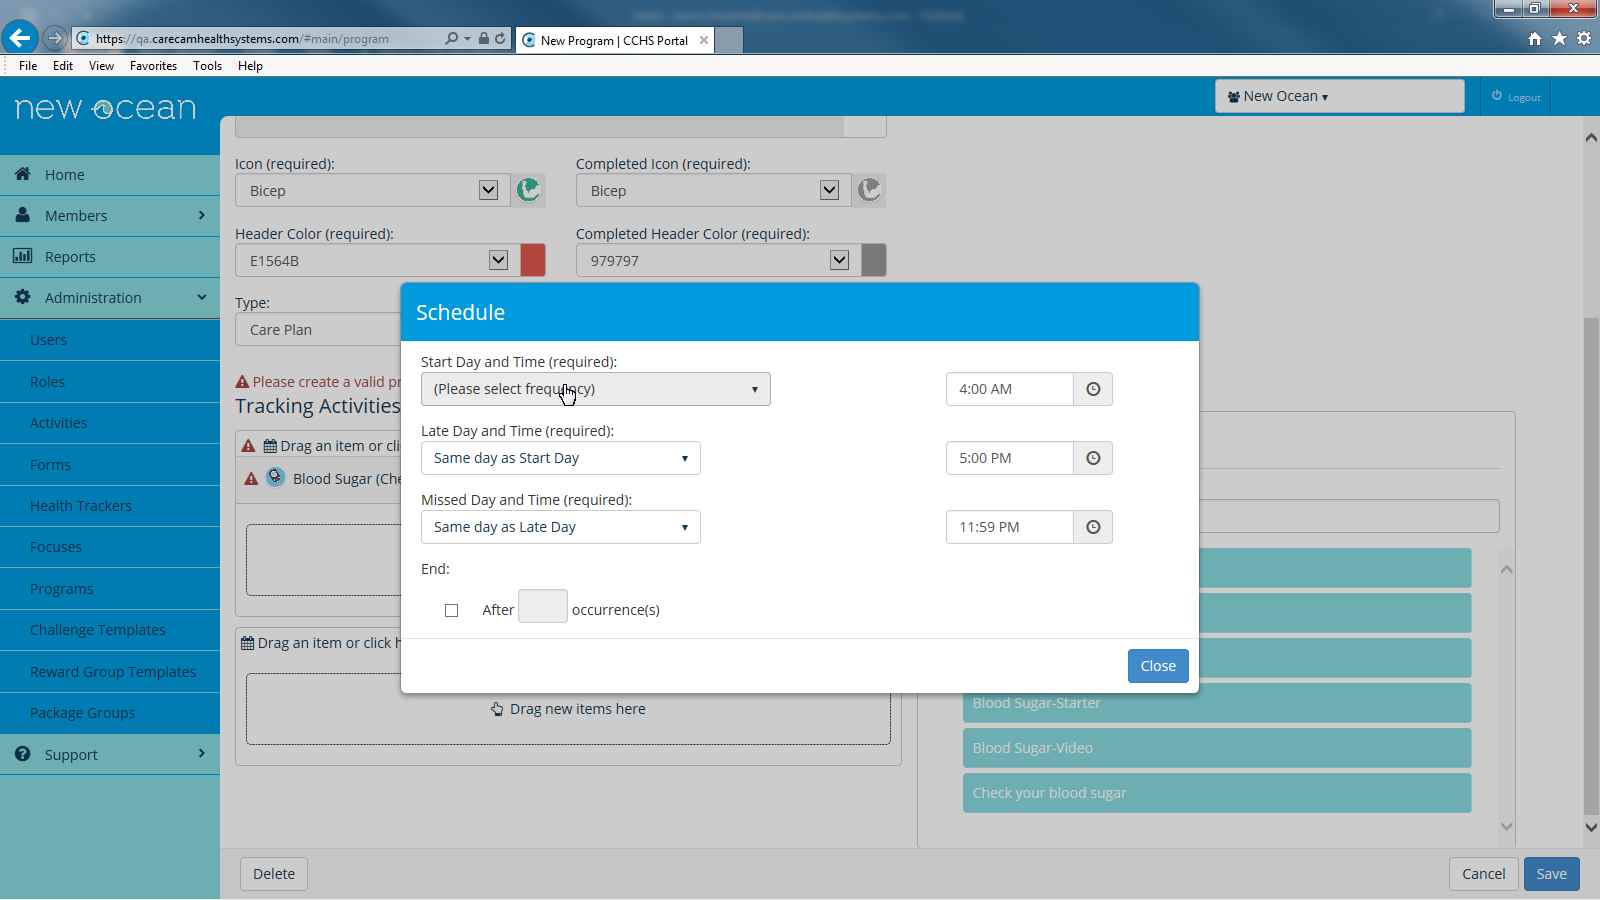 https://qa.carecamhealthsystems.com/#main/program
New Program | CCHS Portal
File Edit View Favorites Tools Help
new ocean
New Ocean
Logout
Home
Members
Reports
Administration
Users
Roles
Activities
Forms
Health Trackers
Focuses
Programs
Challenge Templates
Reward Group Templates
Package Groups
Support
Icon (required):
Completed Icon (required):
Bicep
Bicep
Header Color (required):
Completed Header Color (required):
E1564B
979797
Type:
Care Plan
Please create a valid pr
Tracking Activities
Drag an item or cli
Blood Sugar (Che
Drag an item or click h
Drag new items here
Schedule
Start Day and Time (required):
(Please select frequency)
4:00 AM
Late Day and Time (required):
Same day as Start Day
5:00 PM
Missed Day and Time (required):
Same day as Late Day
11:59 PM
End:
After occurrence(s)
Close
Blood Sugar-Starter
Blood Sugar-Video
Check your blood sugar
Delete
Cancel
Save